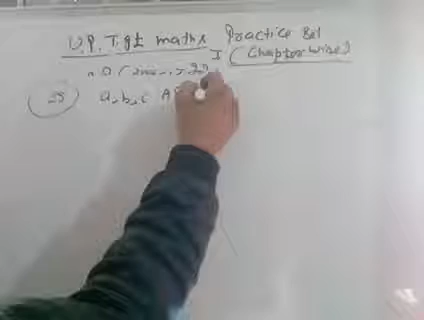 U.P. T.g.t maths Practice Set
I (Chapter wise)
25 a, b, c A